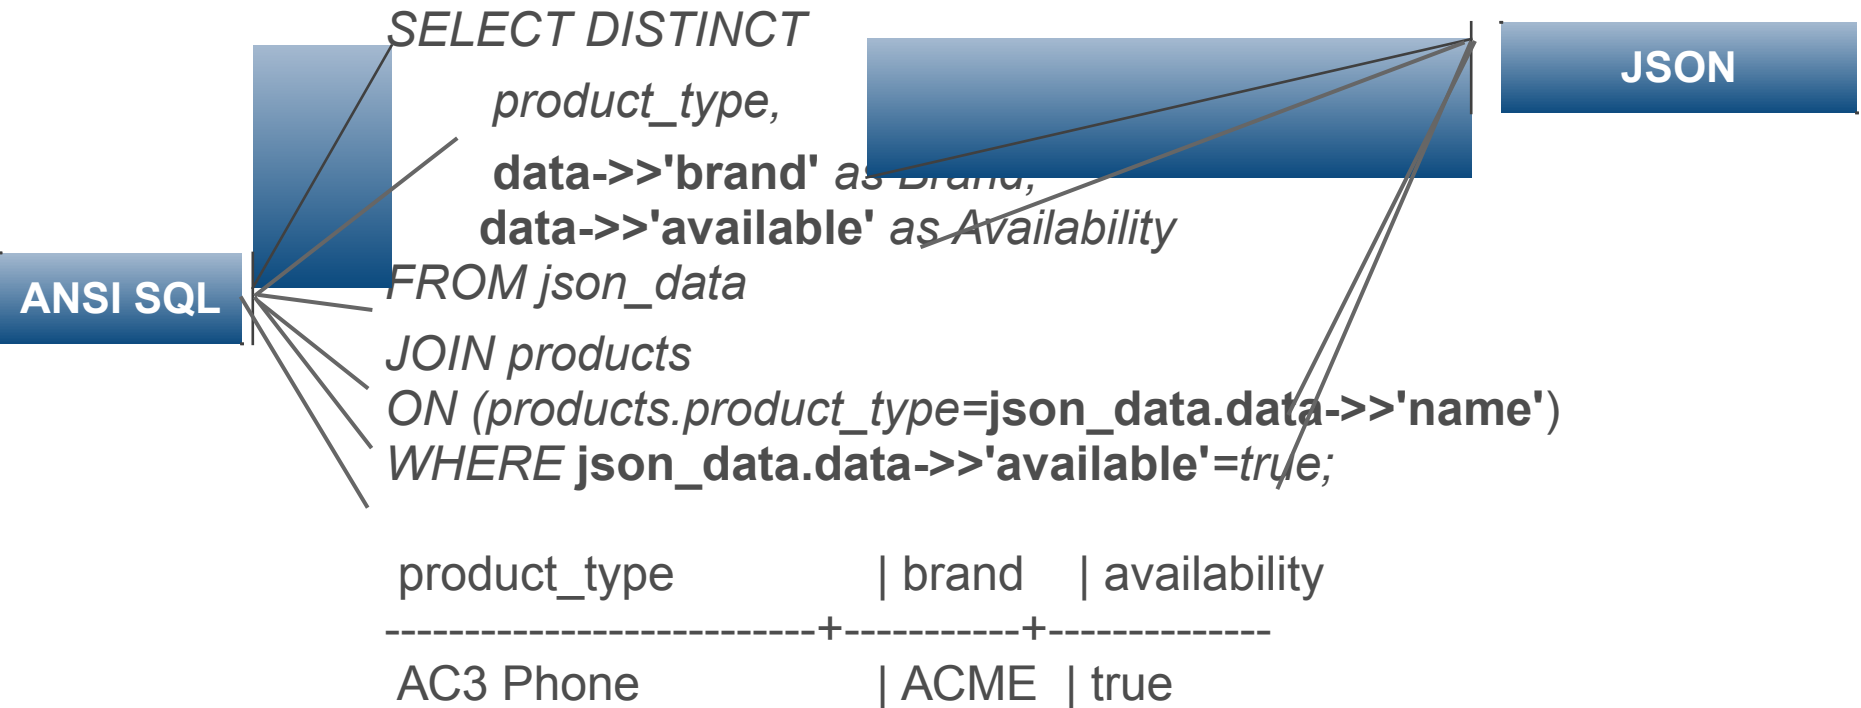 SELECT DISTINCT
JSON
product_type,
data->>'brand' as Brand,
data->>'available' as Availability
FROM json_data
ANSI SQL
JOIN products
ON (products.product_type=json_data.data->>'name')
WHERE json_data.data->>'available'=true;
product_type | brand | availability
---------------------------+-----------+--------------
AC3 Phone | ACME | true